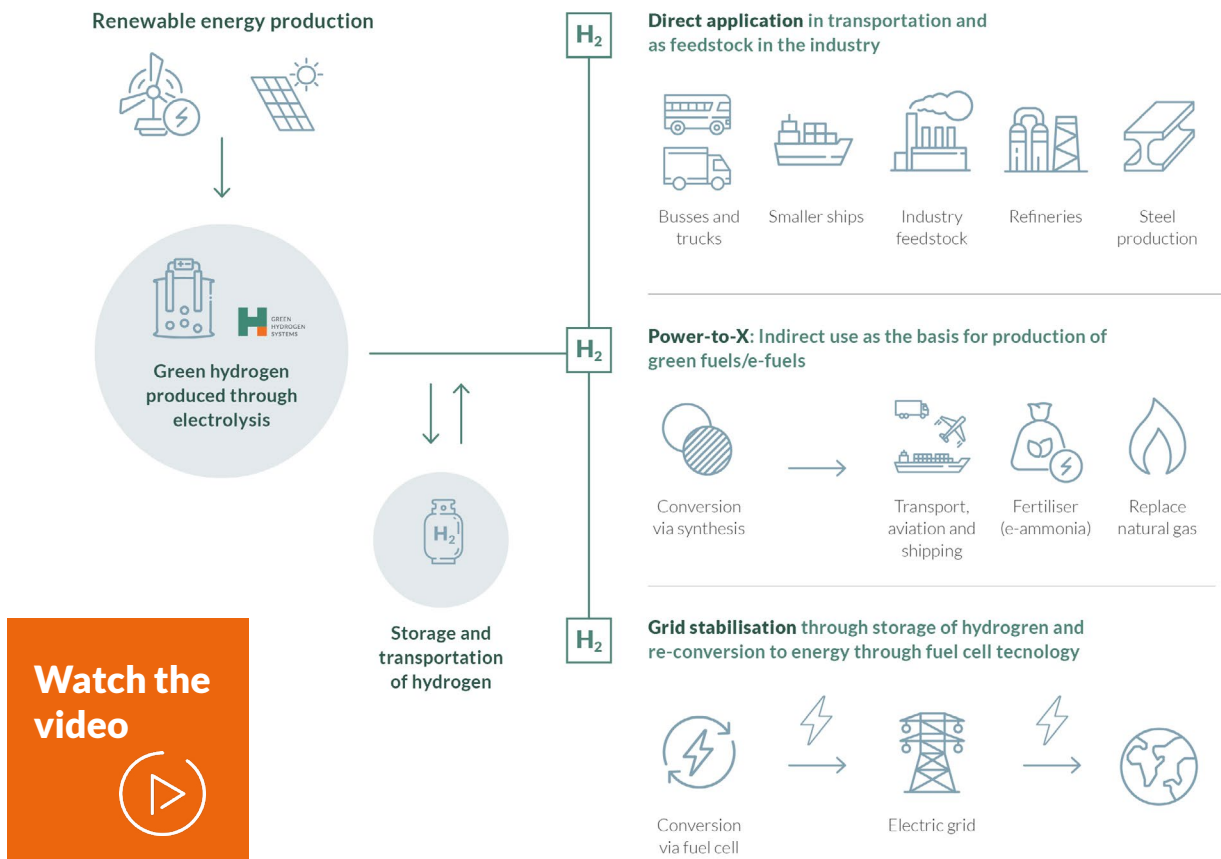 Renewable energy production
GREEN
HYDROGEN
SYSTEMS
Green hydrogen
produced through
electrolysis
H₂
Storage and
transportation
of hydrogen
Watch the
video
H₂
Direct application in transportation and
as feedstock in the industry
Busses and
trucks
Smaller ships
Industry
feedstock
Refineries
Steel
production
H₂
Power-to-X: Indirect use as the basis for production of
green fuels/e-fuels
Conversion
via synthesis
Transport,
aviation and
shipping
Fertiliser
(e-ammonia)
Replace
natural gas
H₂
Grid stabilisation through storage of hydrogren and
re-conversion to energy through fuel cell tecnology
Conversion
via fuel cell
Electric grid